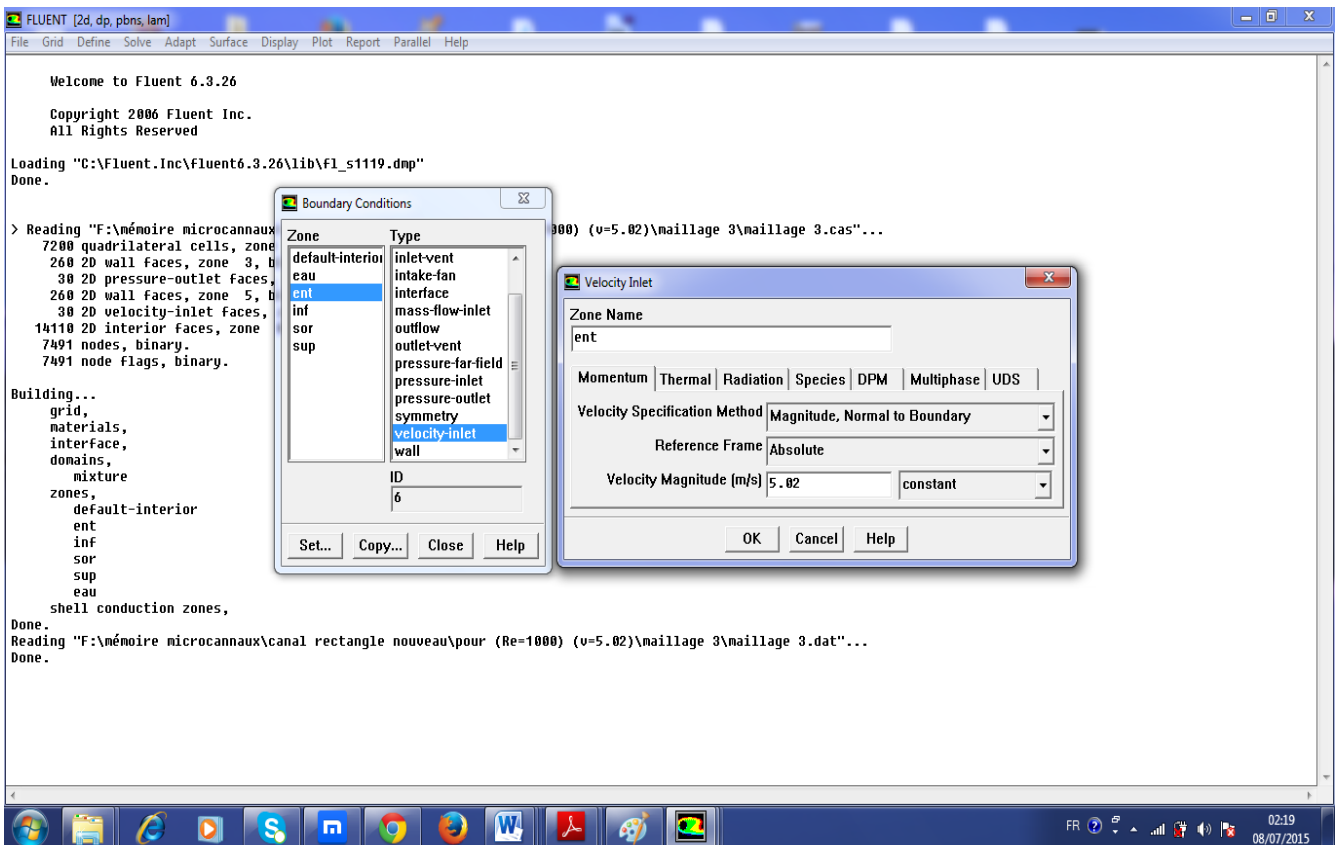 FLUENT [2d, dp, pbns, lam]
File Grid Define Solve Adapt Surface Display Plot Report Parallel Help
Welcome to Fluent 6.3.26
Copyright 2006 Fluent Inc.
All Rights Reserved
Loading "C:\Fluent.Inc\fluent6.3.26\lib\fl_s1119.dmp"
Done.
> Reading "F:\mémoire microcannaux (v=5.02)\maillage 3\maillage 3.cas"...
7200 quadrilateral cells, zone
260 2D wall faces, zone 3, b
30 2D pressure-outlet faces,
260 2D wall faces, zone 5, b
30 2D velocity-inlet faces,
14110 2D interior faces, zone
7491 nodes, binary.
7491 node flags, binary.
Building...
grid,
materials,
interface,
domains,
mixture
zones,
default-interior
ent
inf
sor
sup
eau
shell conduction zones,
Done.
Reading "F:\mémoire microcannaux\canal rectangle nouveau\pour (Re=1000) (v=5.02)\maillage 3\maillage 3.dat"...
Done.
Boundary Conditions
Zone
default-interior
eau
ent
inf
sor
sup
Type
inlet-vent
intake-fan
interface
mass-flow-inlet
outflow
outlet-vent
pressure-far-field
pressure-inlet
pressure-outlet
symmetry
velocity-inlet
wall
ID
6
Set... Copy... Close Help
Velocity Inlet
Zone Name
ent
Momentum Thermal Radiation Species DPM Multiphase UDS
Velocity Specification Method Magnitude, Normal to Boundary
Reference Frame Absolute
Velocity Magnitude (m/s) 5.02 constant
OK Cancel Help
FR 02:19
08/07/2015